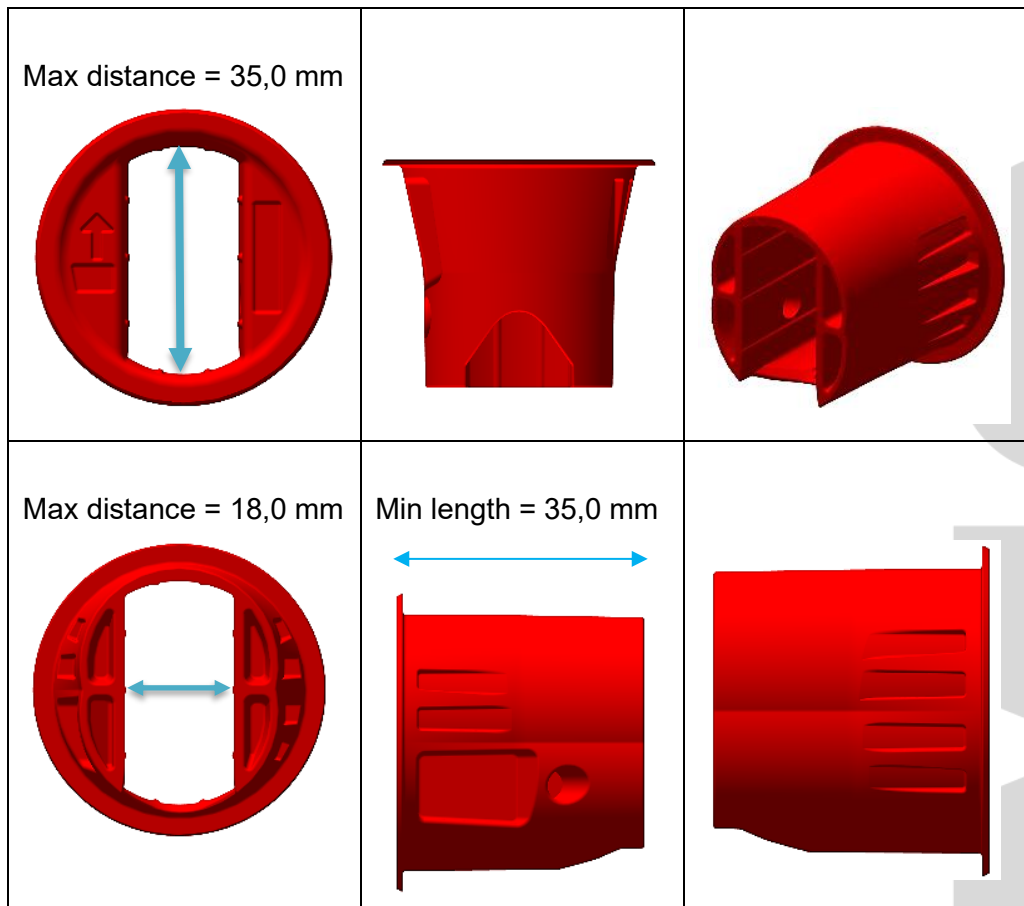 Max distance = 35,0 mm
Max distance = 18,0 mm
Min length = 35,0 mm